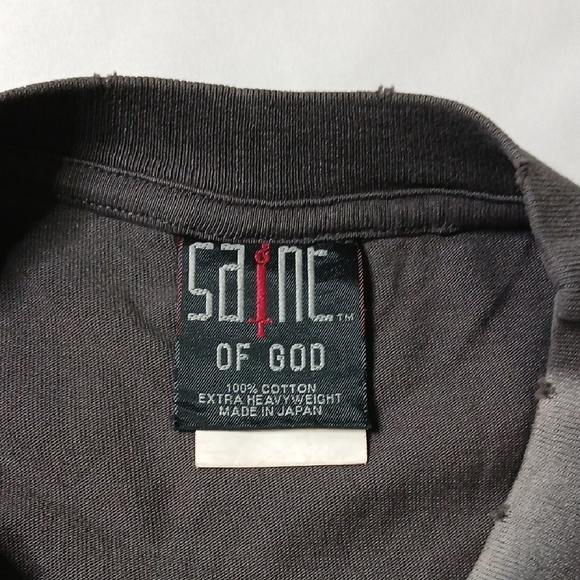 saint™
OF GOD
100% COTTON
EXTRA HEAVYWEIGHT
MADE IN JAPAN